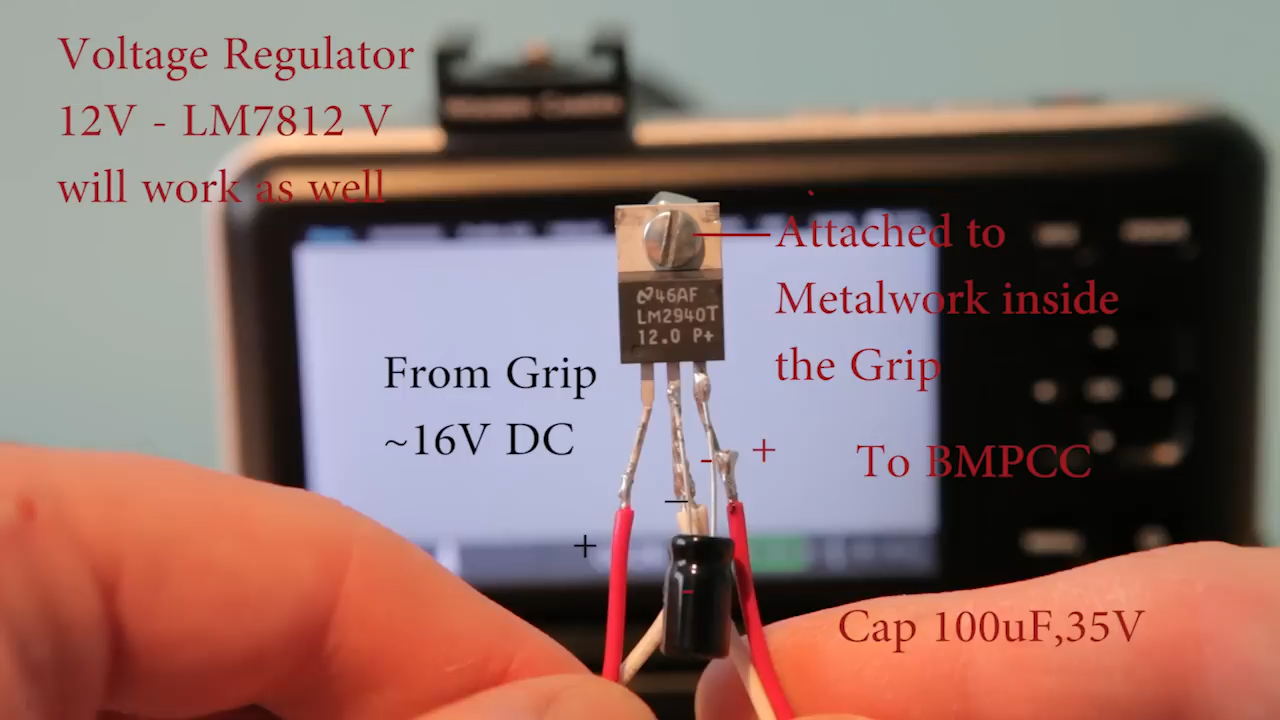 Voltage Regulator
12V - LM7812 V
will work as well
Attached to
Metalwork inside
the Grip
46AF
LM2940T
12.0 P+
From Grip
~16V DC
- +
To BMPCC
-
+
-
Cap 100uF,35V